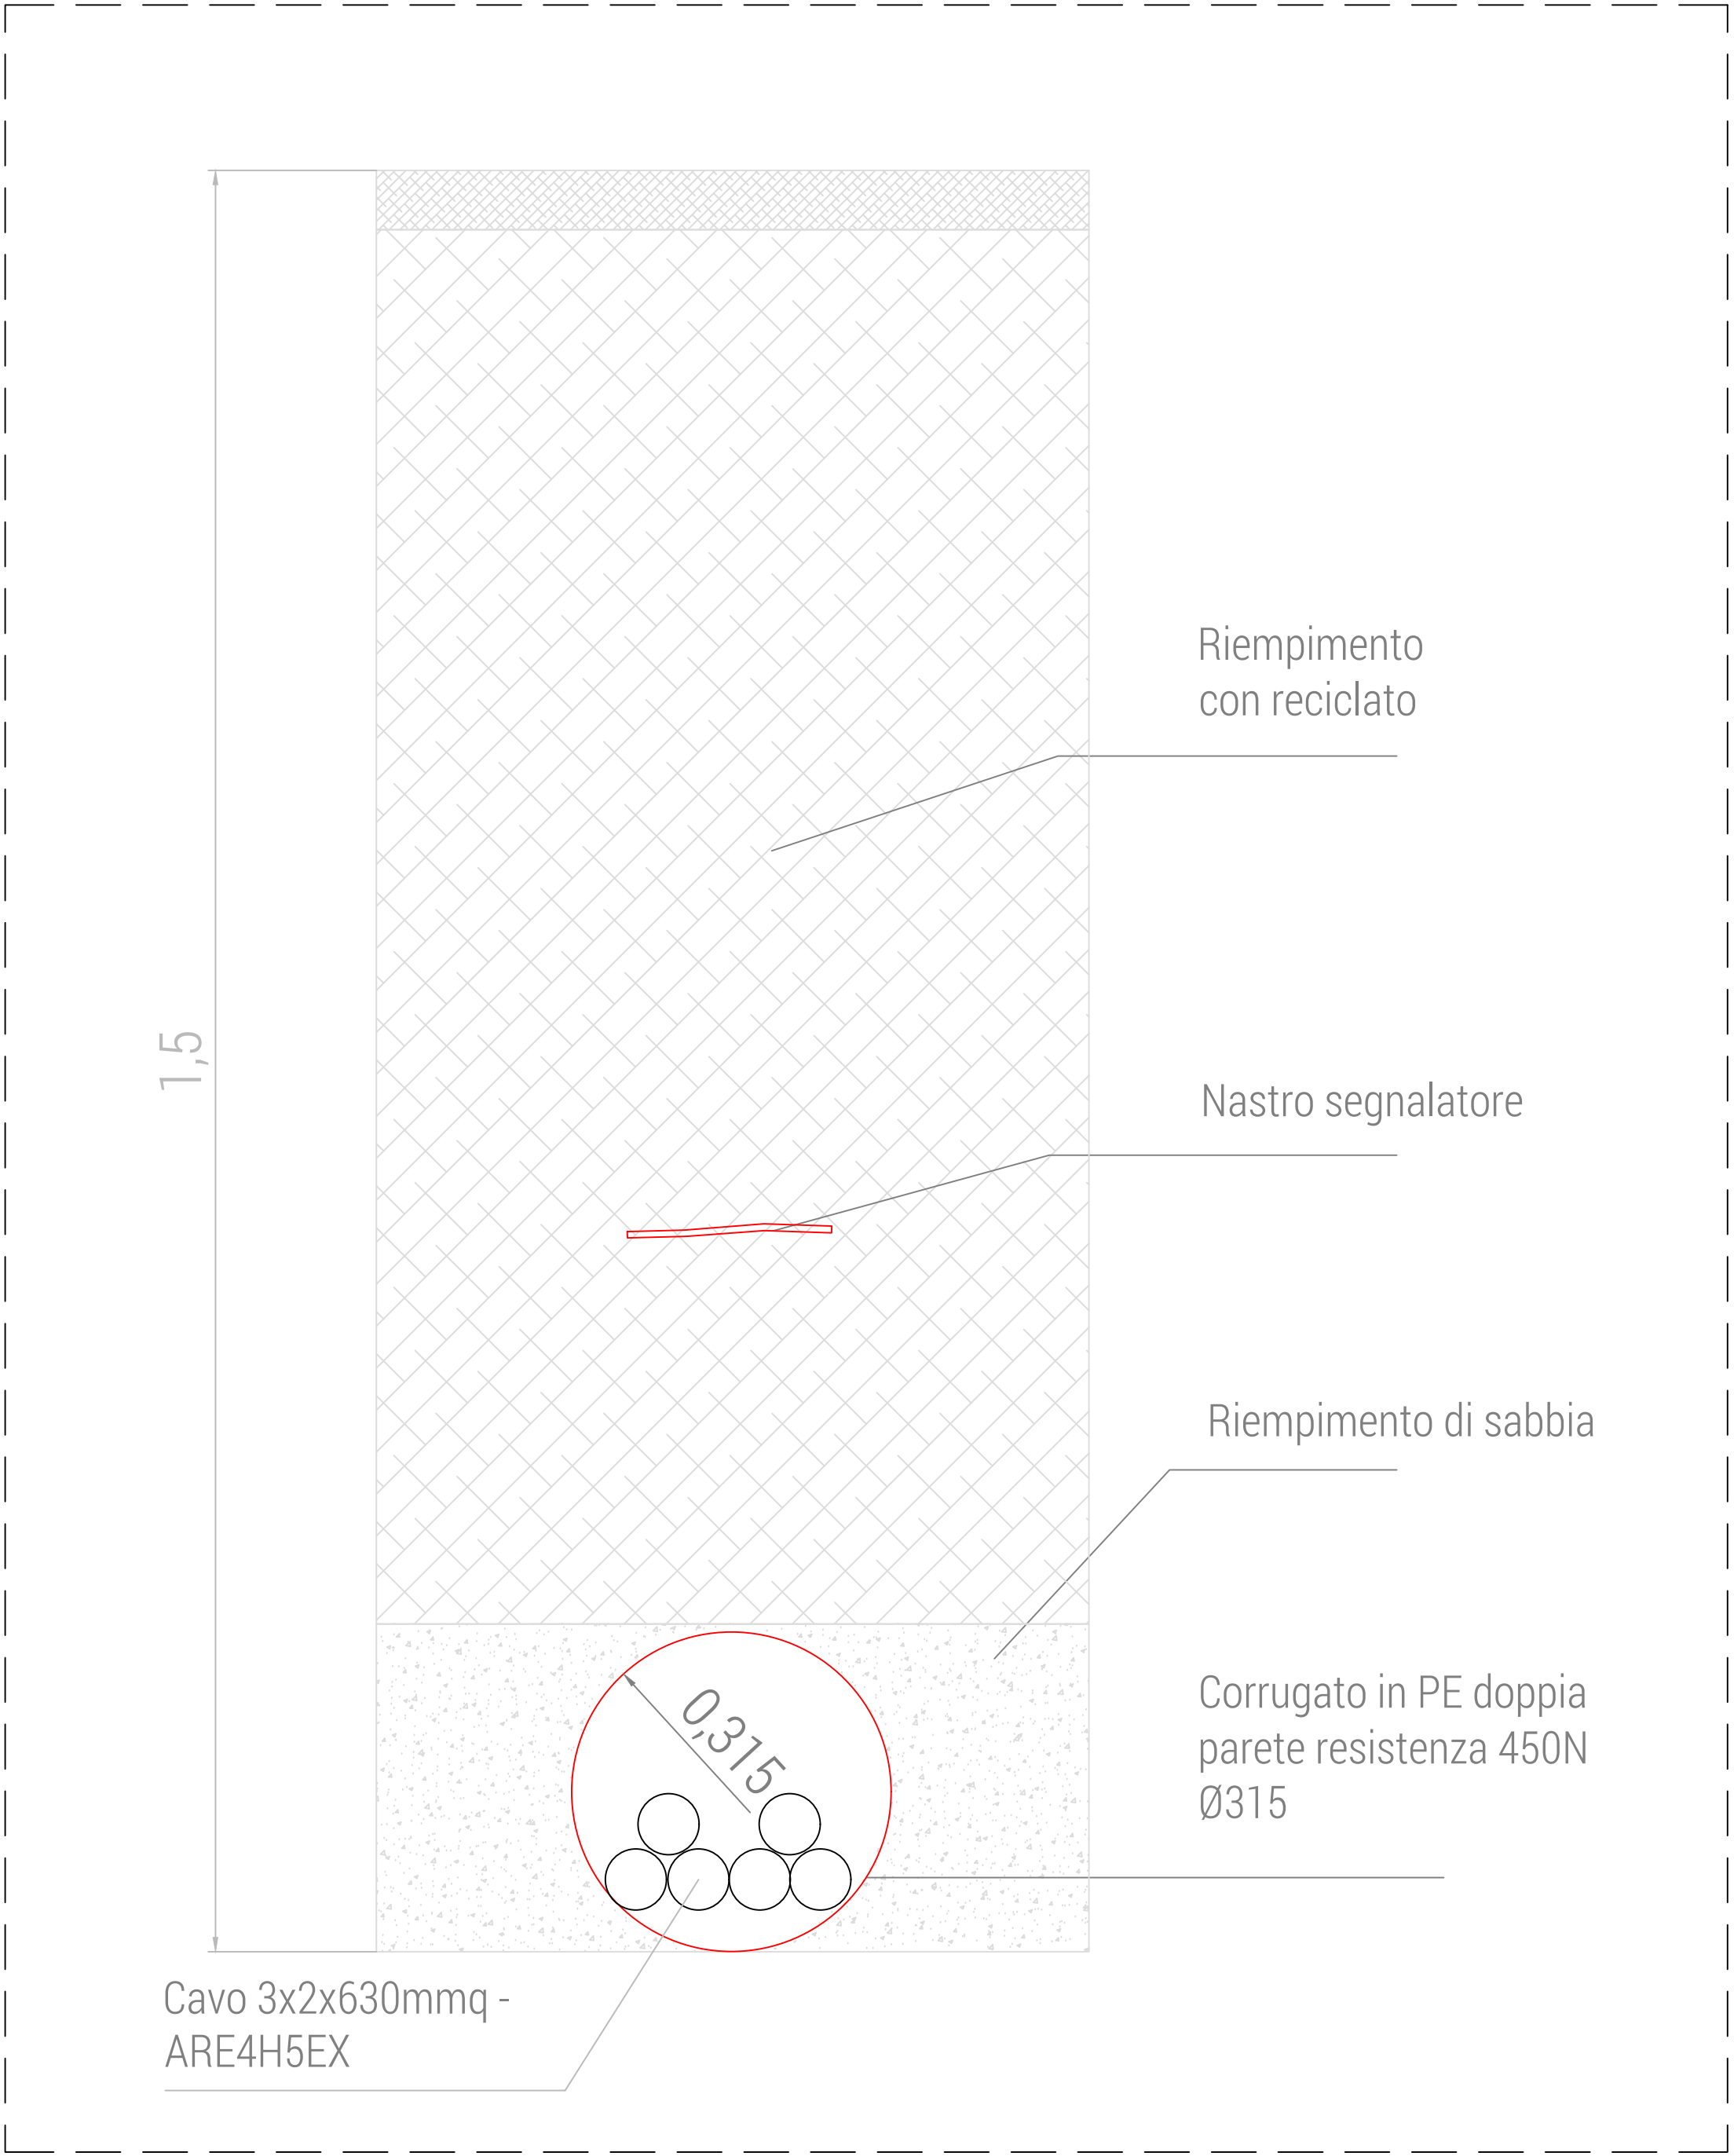 Riempimento
con reciclato
1,5
Nastro segnalatore
Riempimento di sabbia
Corrugato in PE doppia
parete resistenza 450N
Ø315
0,315
Cavo 3x2x630mmq -
ARE4H5EX